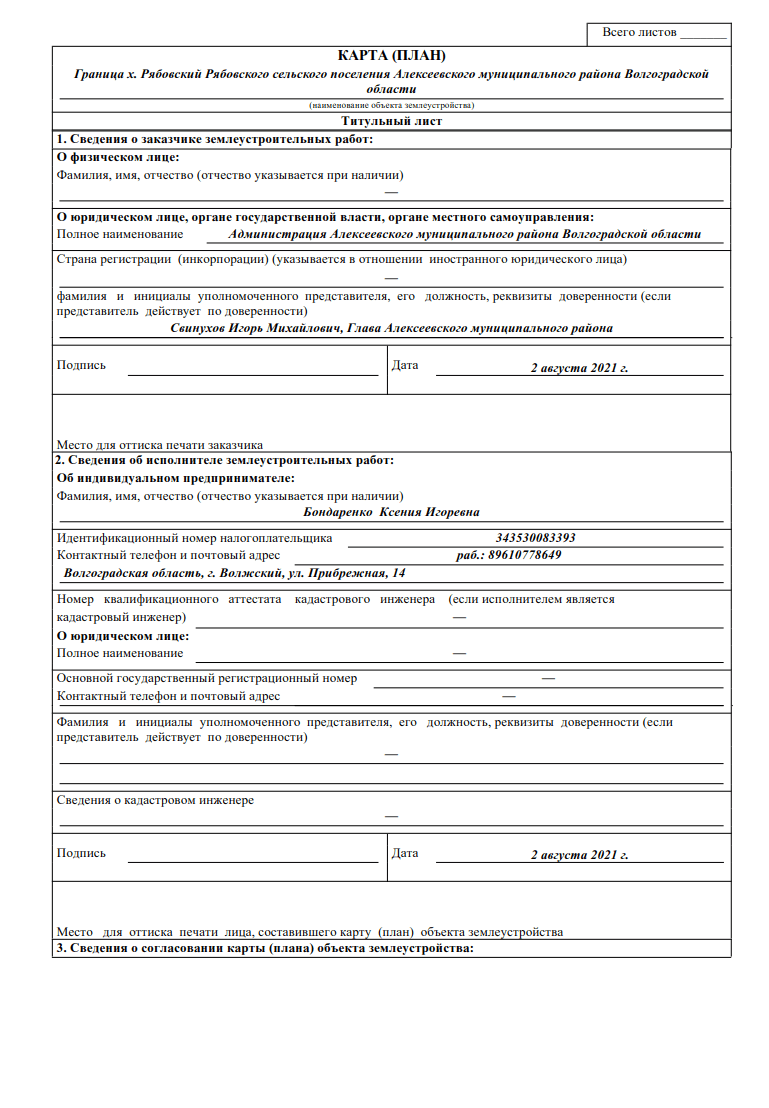 Всего листов ________
КАРТА (ПЛАН)
Граница х. Рябовский Рябовского сельского поселения Алексеевского муниципального района Волгоградской
области
(наименование объекта землеустройства)
Титульный лист
1. Сведения о заказчике землеустроительных работ:
О физическом лице:
Фамилия, имя, отчество (отчество указывается при наличии)
—
О юридическом лице, органе государственной власти, органе местного самоуправления:
Полное наименование Администрация Алексеевского муниципального района Волгоградской области
Страна регистрации (инкорпорации) (указывается в отношении иностранного юридического лица)
—
фамилия и инициалы уполномоченного представителя, его должность, реквизиты доверенности (если
представитель действует по доверенности)
Свинухов Игорь Михайлович, Глава Алексеевского муниципального района
Подпись Дата 2 августа 2021 г.
Место для оттиска печати заказчика
2. Сведения об исполнителе землеустроительных работ:
Об индивидуальном предпринимателе:
Фамилия, имя, отчество (отчество указывается при наличии)
Бондаренко Ксения Игоревна
Идентификационный номер налогоплательщика 343530083393
Контактный телефон и почтовый адрес раб.: 89610778649
Волгоградская область, г. Волжский, ул. Прибрежная, 14
Номер квалификационного аттестата кадастрового инженера (если исполнителем является
кадастровый инженер) —
О юридическом лице:
Полное наименование —
Основной государственный регистрационный номер —
Контактный телефон и почтовый адрес —
Фамилия и инициалы уполномоченного представителя, его должность, реквизиты доверенности (если
представитель действует по доверенности)
—
Сведения о кадастровом инженере
—
Подпись Дата 2 августа 2021 г.
Место для оттиска печати лица, составившего карту (план) объекта землеустройства
3. Сведения о согласовании карты (плана) объекта землеустройства: